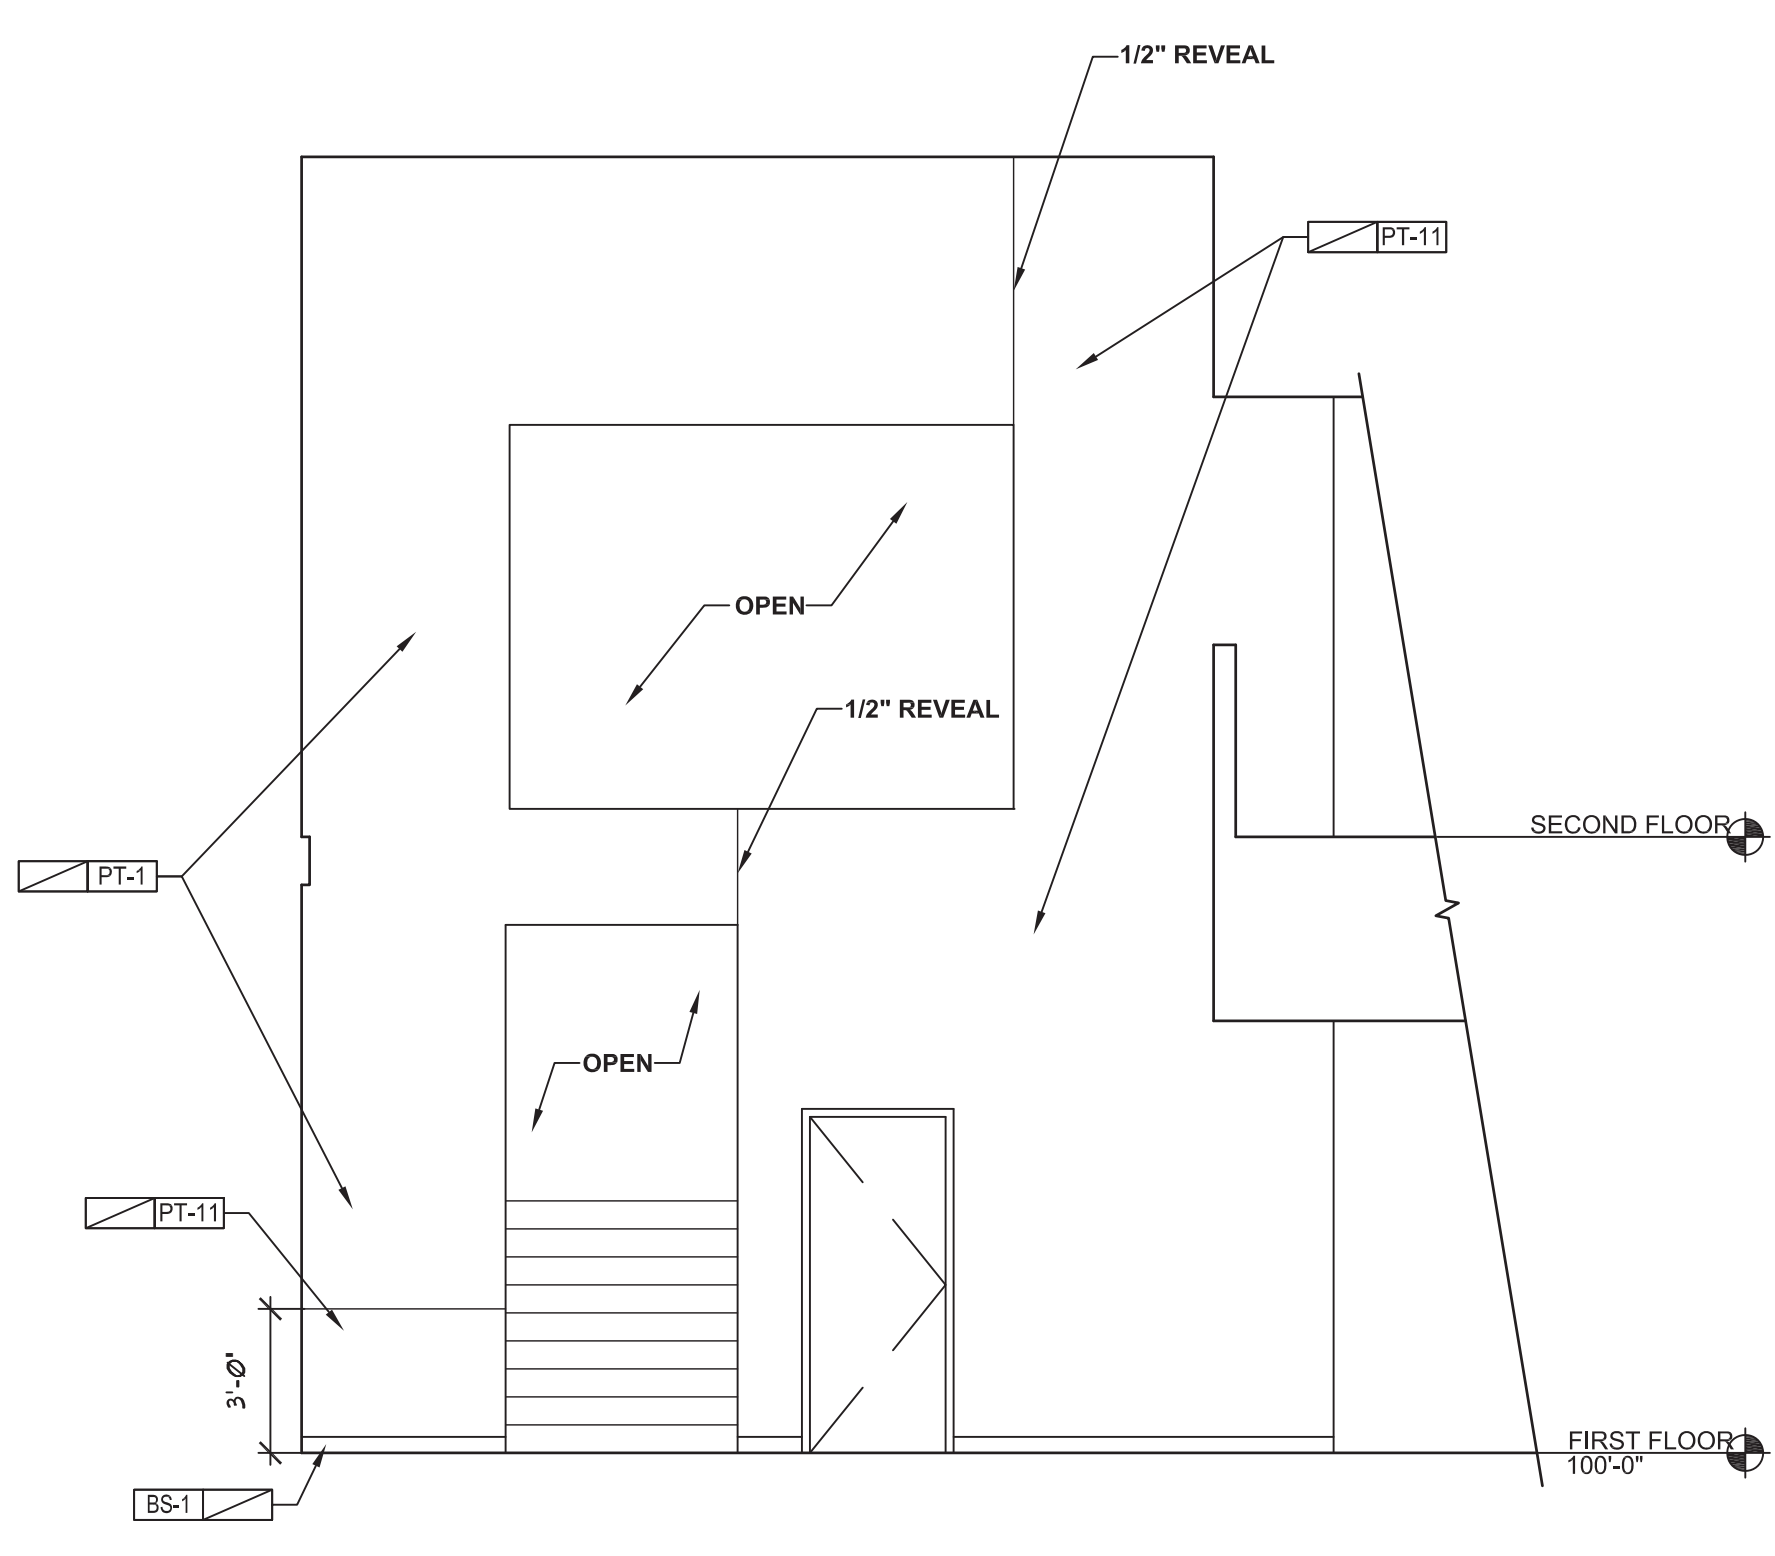 1/2" REVEAL
PT-11
OPEN
1/2" REVEAL
SECOND FLOOR
PT-1
OPEN
PT-11
3'-0"
FIRST FLOOR
100'-0"
BS-1